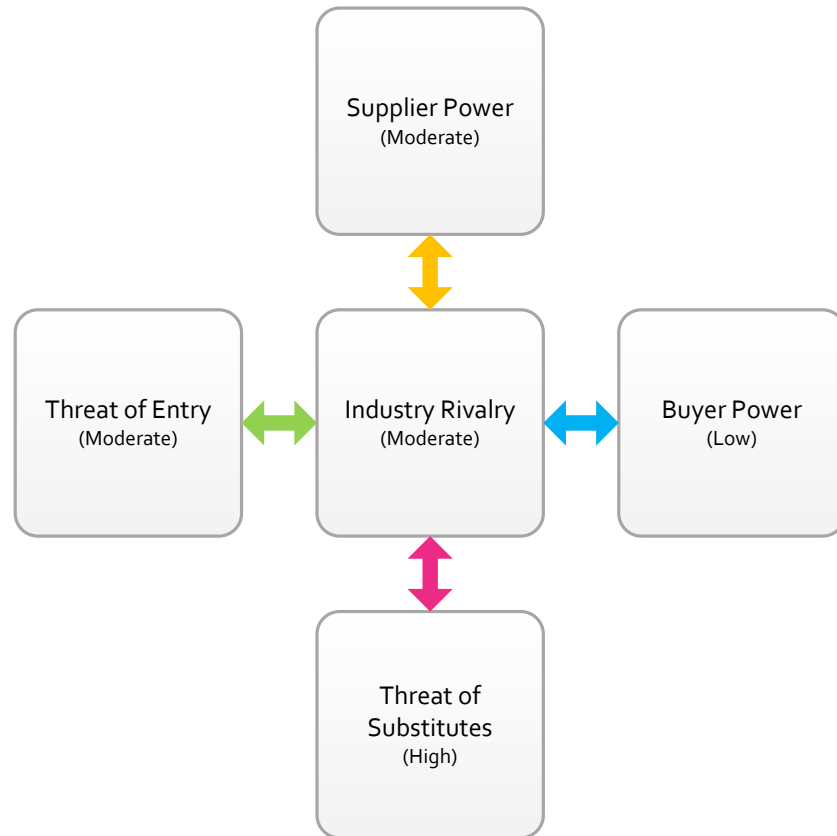 Supplier Power
(Moderate)
Threat of Entry
(Moderate)
Industry Rivalry
(Moderate)
Buyer Power
(Low)
Threat of
Substitutes
(High)